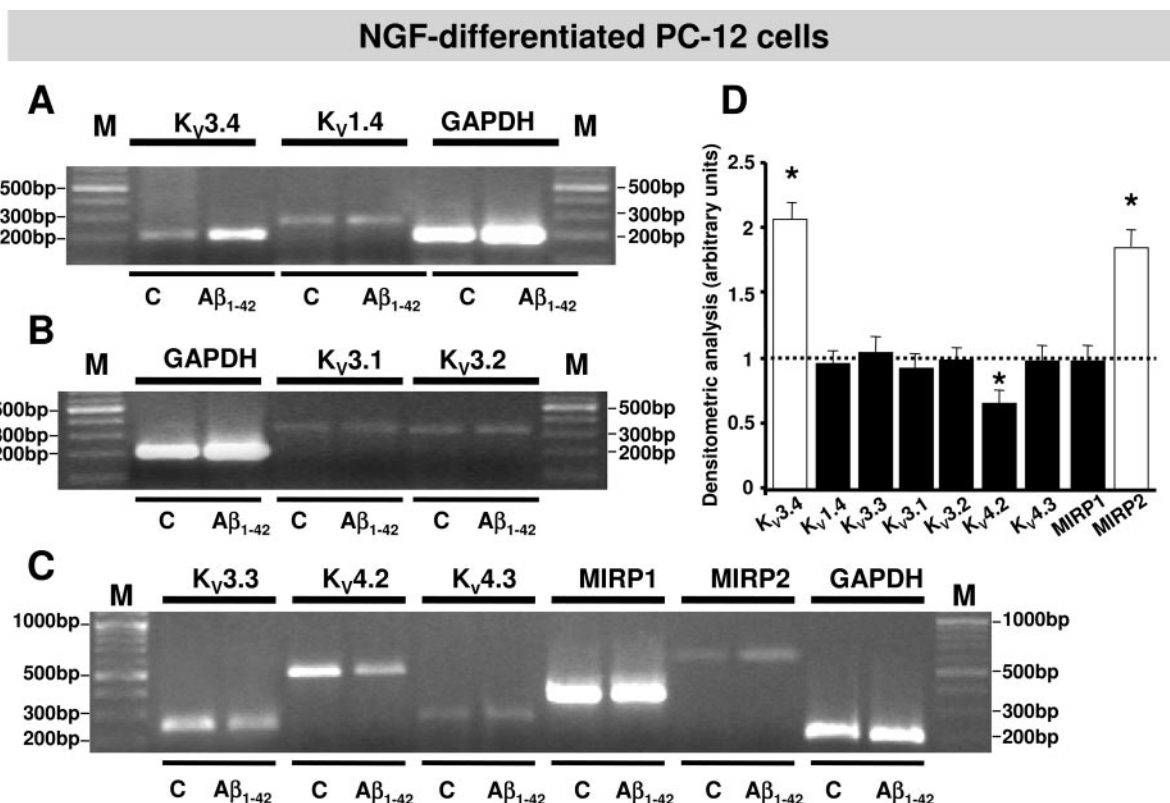 NGF-differentiated PC-12 cells
A
M Kv3.4 Kv1.4 GAPDH M
500bp 500bp
300bp 300bp
200bp 200bp
C Aβ1-42 C Aβ1-42 C Aβ1-42
B
M GAPDH Kv3.1 Kv3.2 M
500bp 500bp
300bp 300bp
200bp 200bp
C Aβ1-42 C Aβ1-42 C Aβ1-42
C
M Kv3.3 Kv4.2 Kv4.3 MIRP1 MIRP2 GAPDH M
1000bp 1000bp
500bp 500bp
300bp 300bp
200bp 200bp
C Aβ1-42 C Aβ1-42 C Aβ1-42 C Aβ1-42 C Aβ1-42 C Aβ1-42
D
Densitometric analysis (arbitrary units)
2.5
2
1.5
1
0.5
0
* * *
Kv3.4 Kv1.4 Kv3.3 Kv3.1 Kv3.2 Kv4.2 Kv4.3 MIRP1 MIRP2